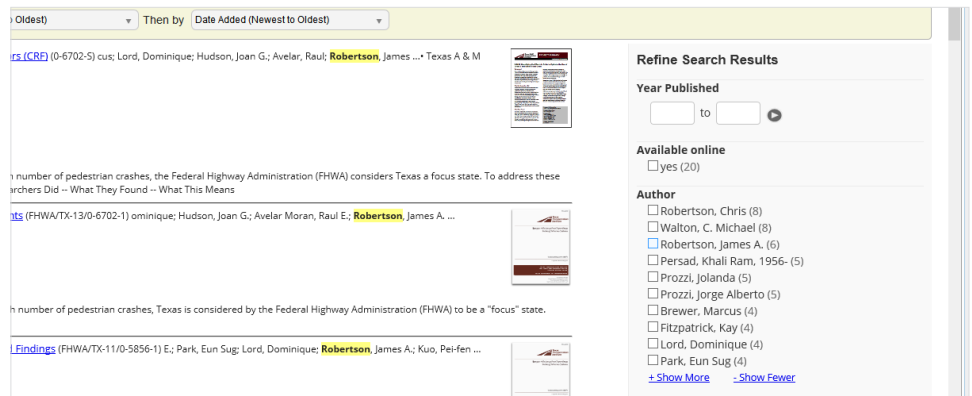 o Oldest) Then by Date Added (Newest to Oldest)
ors (CRF) (0-6702-S) cus; Lord, Dominique; Hudson, Joan G.; Avelar, Raul; Robertson, James ...• Texas A & M
n number of pedestrian crashes, the Federal Highway Administration (FHWA) considers Texas a focus state. To address these
archers Did -- What They Found -- What This Means
nts (FHWA/TX-13/0-6702-1) ominique; Hudson, Joan G.; Avelar Moran, Raul E.; Robertson, James A. ...
h number of pedestrian crashes, Texas is considered by the Federal Highway Administration (FHWA) to be a "focus" state.
d Findings (FHWA/TX-11/0-5856-1) E.; Park, Eun Sug; Lord, Dominique; Robertson, James A.; Kuo, Pei-fen ...
Refine Search Results
Year Published
to
Available online
yes (20)
Author
Robertson, Chris (8)
Walton, C. Michael (8)
Robertson, James A. (6)
Persad, Khali Ram, 1956- (5)
Prozzi, Jolanda (5)
Prozzi, Jorge Alberto (5)
Brewer, Marcus (4)
Fitzpatrick, Kay (4)
Lord, Dominique (4)
Park, Eun Sug (4)
+ Show More - Show Fewer